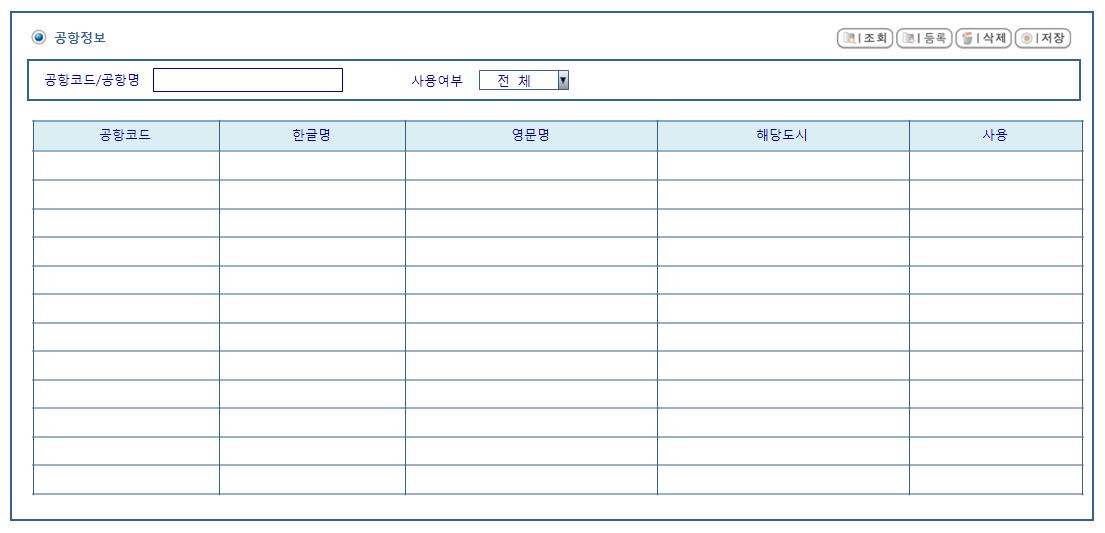 공항정보 조회 등록 삭제 저장
공항코드/공항명 사용여부 전 체
공항코드 한글명 영문명 해당도시 사용